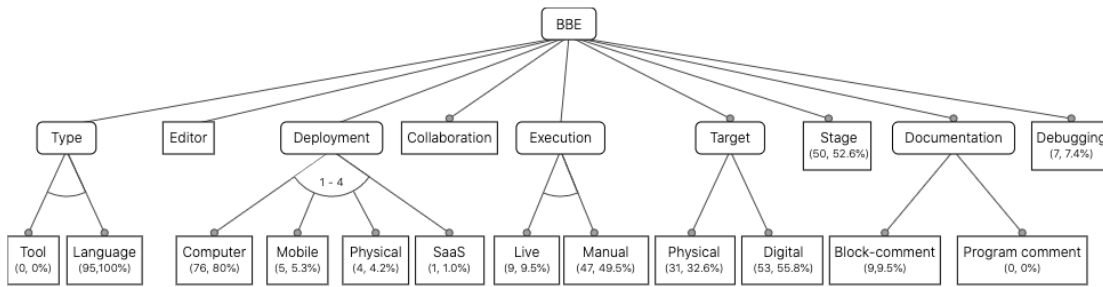 BBE
Type
Editor
Deployment
Collaboration
Execution
Target
Stage
(50, 52.6%)
Documentation
Debugging
(7, 7.4%)
1 - 4
Tool
(0, 0%)
Language
(95,100%)
Computer
(76, 80%)
Mobile
(5, 5.3%)
Physical
(4, 4.2%)
SaaS
(1, 1.0%)
Live
(9, 9.5%)
Manual
(47, 49.5%)
Physical
(31, 32.6%)
Digital
(53, 55.8%)
Block-comment
(9,9.5%)
Program comment
(0, 0%)